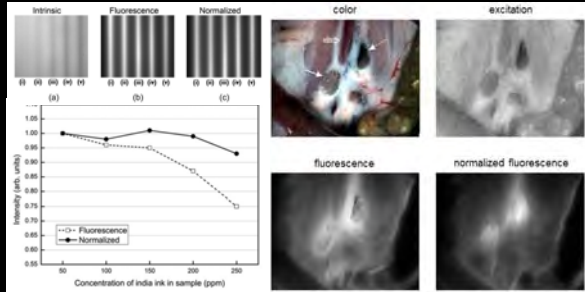 Intrinsic
Fluorescence
Normalized
(i) (ii) (iii) (iv) (v)
(i) (ii) (iii) (iv) (v)
(i) (ii) (iii) (iv) (v)
(a)
(b)
(c)
Intensity (arb. units)
1.05
1.00
0.95
0.90
0.85
0.80
0.75
0.70
0.65
0.60
0.55
Fluorescence
Normalized
50 100 150 200 250
Concentration of india ink in sample (ppm)
color
excitation
fluorescence
normalized fluorescence